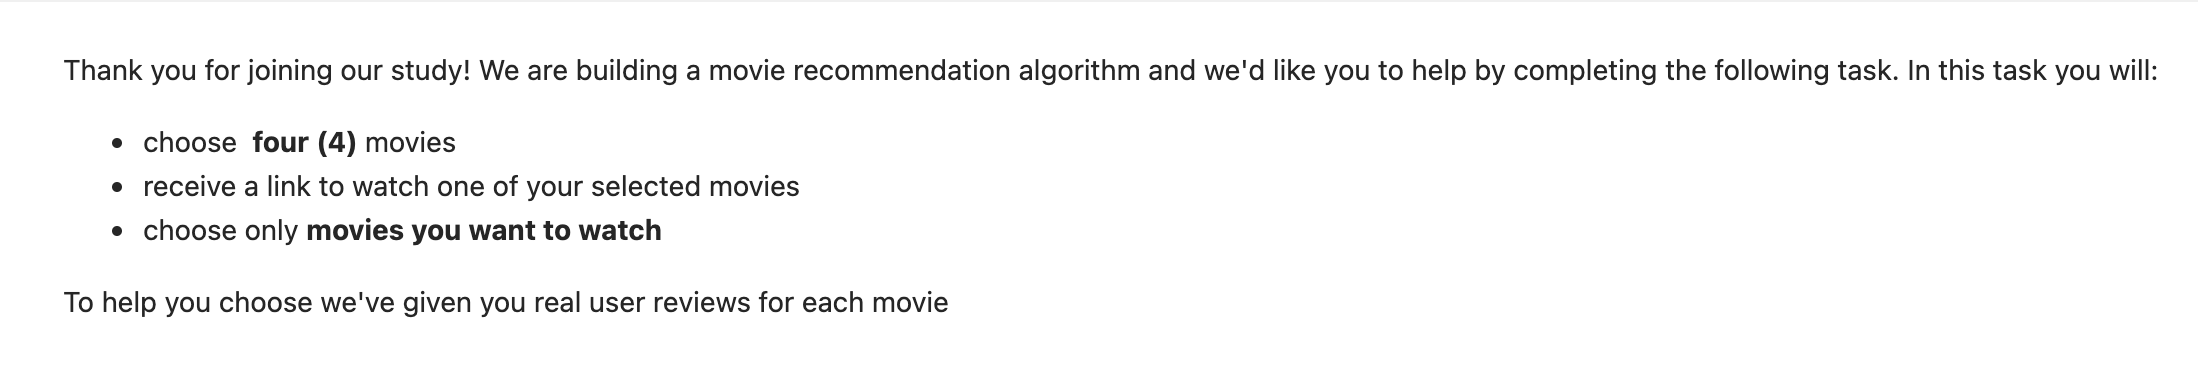 Thank you for joining our study! We are building a movie recommendation algorithm and we'd like you to help by completing the following task. In this task you will:
• choose four (4) movies
• receive a link to watch one of your selected movies
• choose only movies you want to watch
To help you choose we've given you real user reviews for each movie